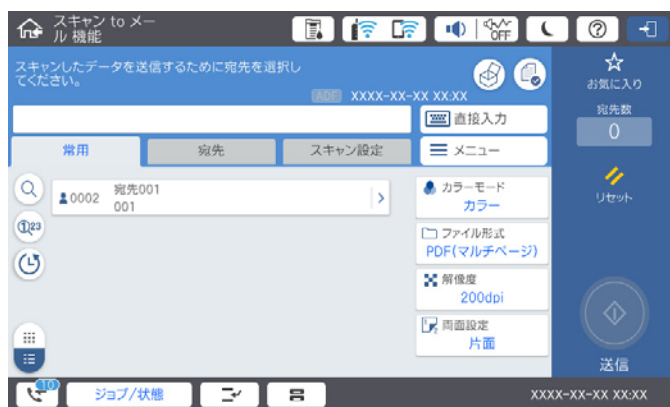 スキャン to メー
ル 機能
OFF
スキャンしたデータを送信するために宛先を選択し
てください。
ADF
XXXX-XX-XX XX:XX
お気に入り
宛先数
0
直接入力
常用
宛先
スキャン設定
メニュー
リセット
0002
宛先001
001
123
カラーモード
カラー
ファイル形式
PDF(マルチページ)
解像度
200dpi
両面設定
片面
送信
10
ジョブ/状態
XXXX-XX-XX XX:XX